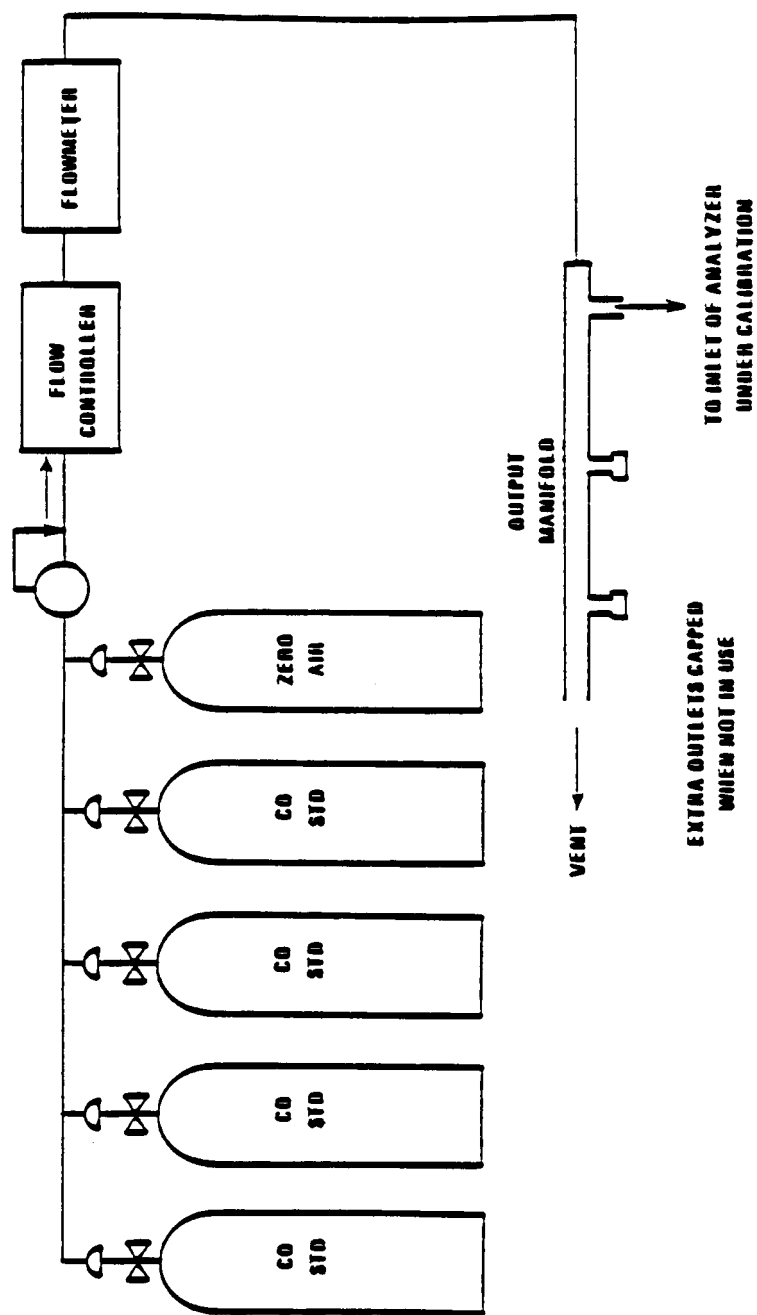 FLOWMETER
FLOW
CONTROLLER
ZERO
AIR
CO
STD
CO
STD
CO
STD
CO
STD
OUTPUT
MANIFOLD
VENT
TO INLET OF ANALYZER
UNDER CALIBRATION
EXTRA OUTLETS CAPPED
WHEN NOT IN USE